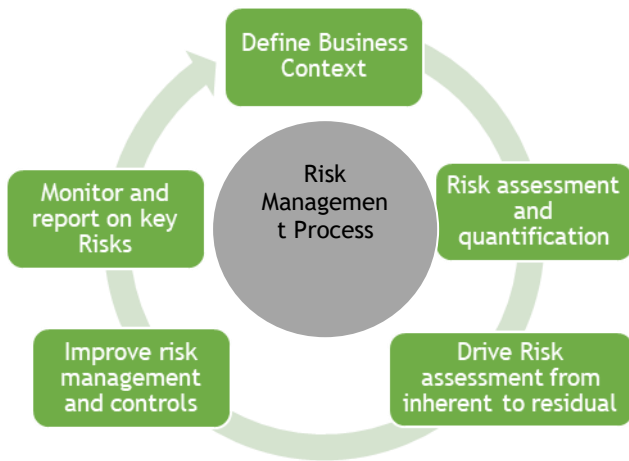 Define Business
Context
Risk
Managemen
t Process
Risk assessment
and
quantification
Drive Risk
assessment from
inherent to residual
Improve risk
management
and controls
Monitor and
report on key
Risks